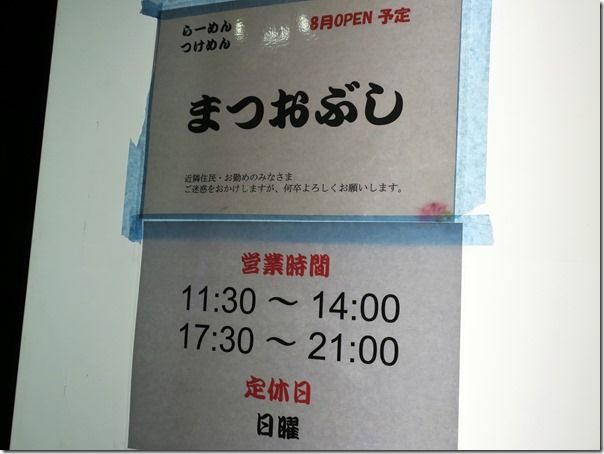 らーめん 8月OPEN 予定
つけめん
まつおぶし
近隣住民・お勤めのみなさま
ご迷惑をおかけしますが、何卒よろしくお願いします。
営業時間
11:30 ～ 14:00
17:30 ～ 21:00
定休日
日曜